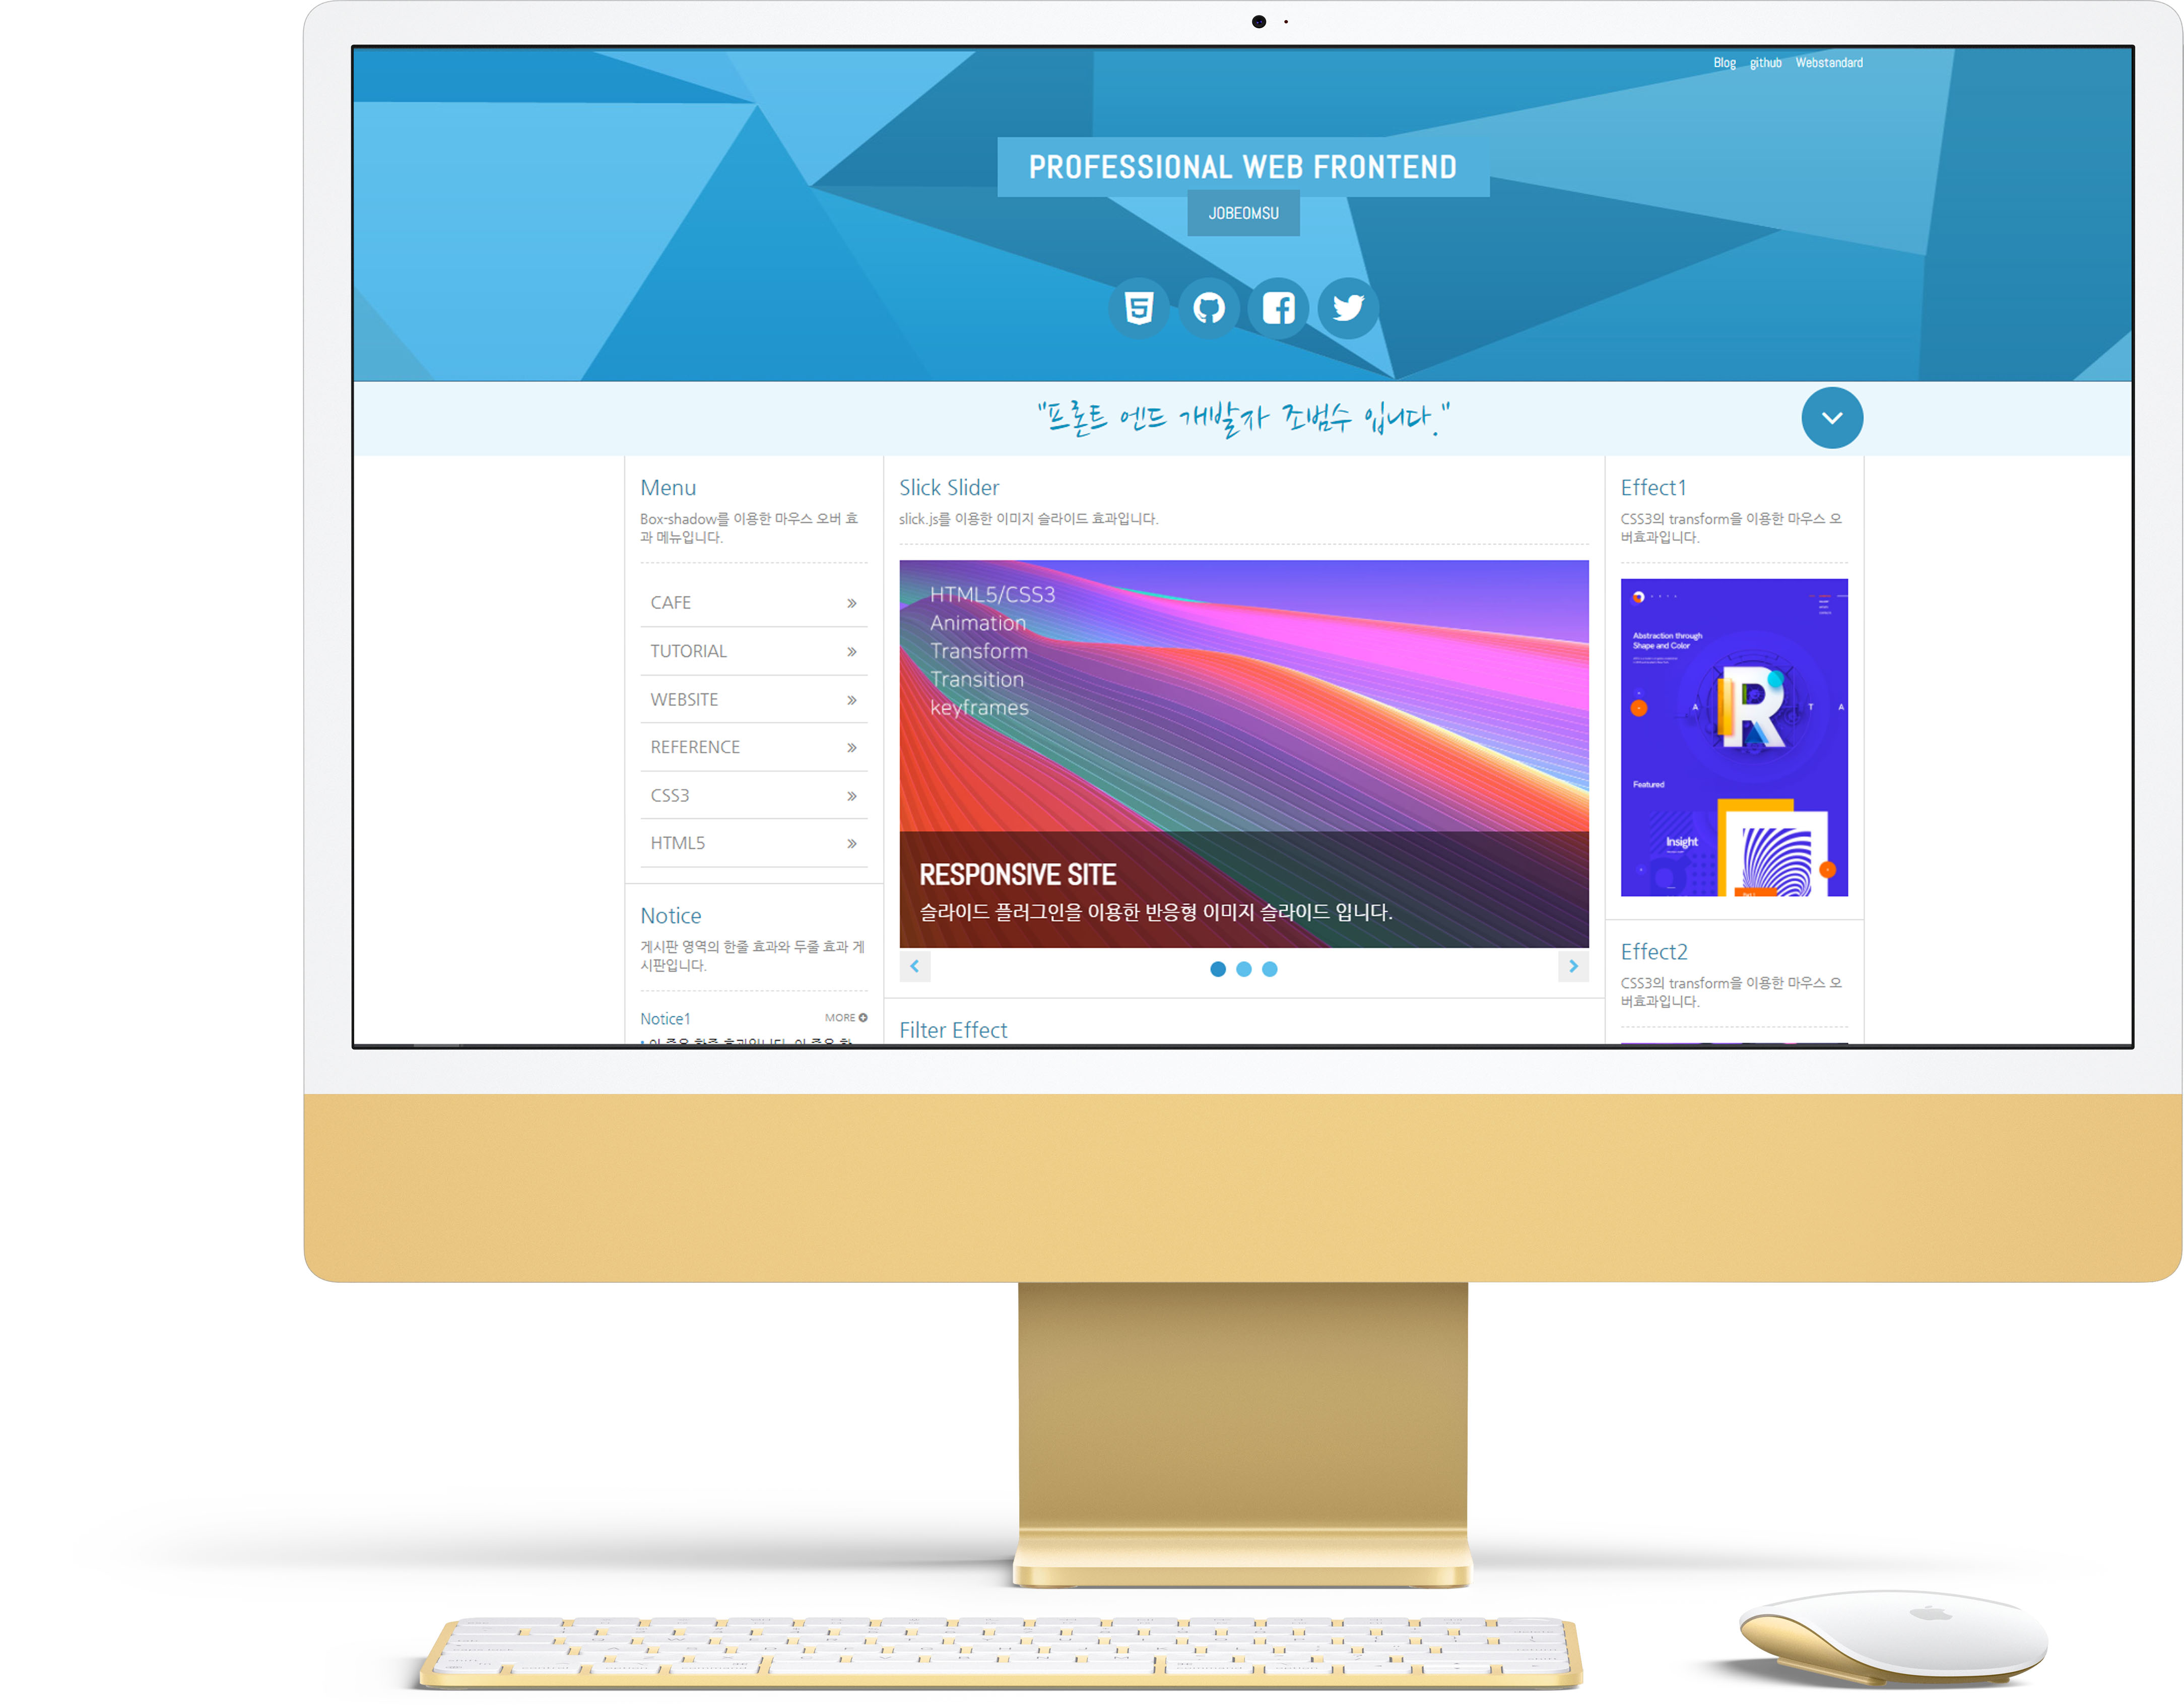 Blog github Webstandard
PROFESSIONAL WEB FRONTEND
JOBEOMSU
"프론트 엔드 개발자 조범수 입니다."
Menu
Box-shadow를 이용한 마우스 오버 효
과 메뉴입니다.
CAFE
TUTORIAL
WEBSITE
REFERENCE
CSS3
HTML5
Notice
게시판 영역의 한줄 효과와 두줄 효과 게
시판입니다.
Notice1 MORE
Slick Slider
slick.js를 이용한 이미지 슬라이드 효과입니다.
HTML5/CSS3
Animation
Transform
Transition
keyframes
RESPONSIVE SITE
슬라이드 플러그인을 이용한 반응형 이미지 슬라이드 입니다.
Filter Effect
Effect1
CSS3의 transform을 이용한 마우스 오
버효과입니다.
Abstraction through
Shape and Color
A R T A
Featured
Insight
Effect2
CSS3의 transform을 이용한 마우스 오
버효과입니다.